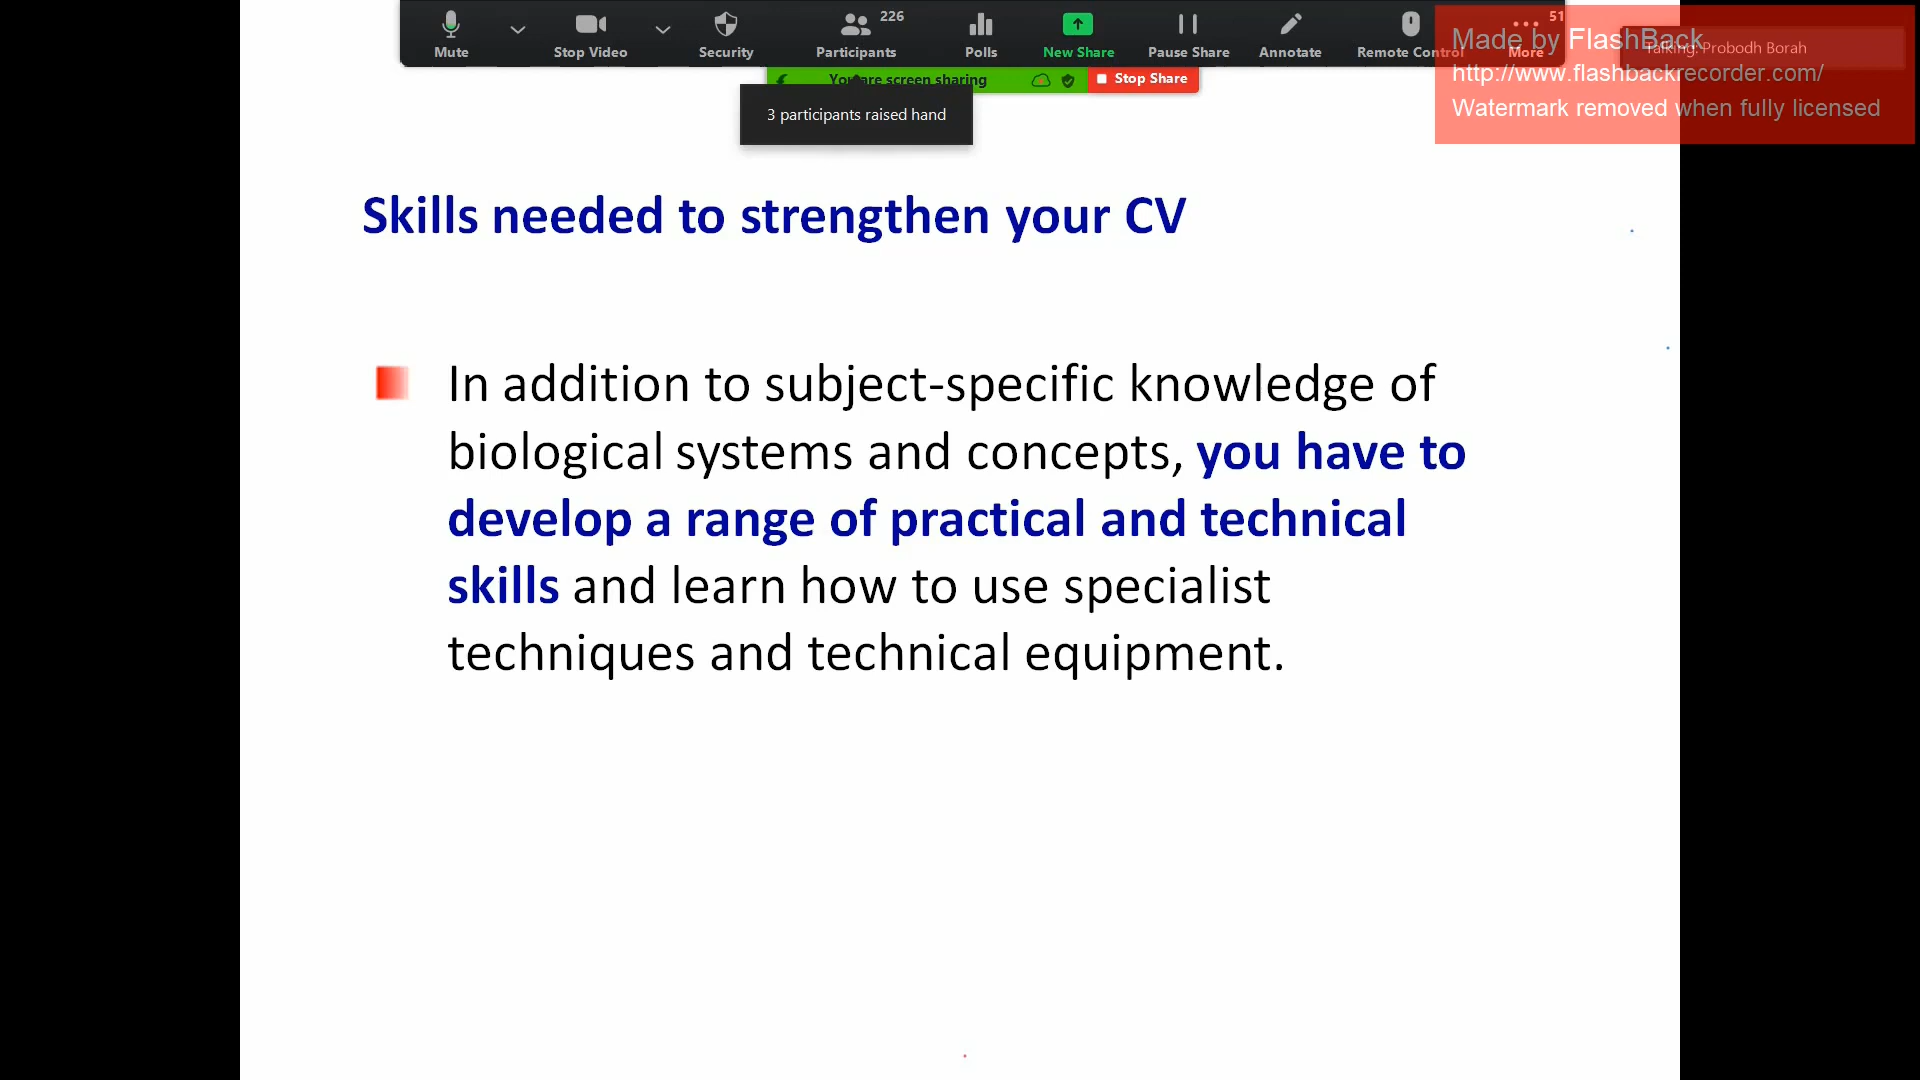 226
51
Mute
Stop Video
Security
Participants
Polls
New Share
Pause Share
Annotate
Remote Control
More
Made by FlashBack
Talking: Probodh Borah
http://www.flashbackrecorder.com/
Watermark removed when fully licensed
You are screen sharing
Stop Share
3 participants raised hand
Skills needed to strengthen your CV
In addition to subject-specific knowledge of
biological systems and concepts, you have to
develop a range of practical and technical
skills and learn how to use specialist
techniques and technical equipment.